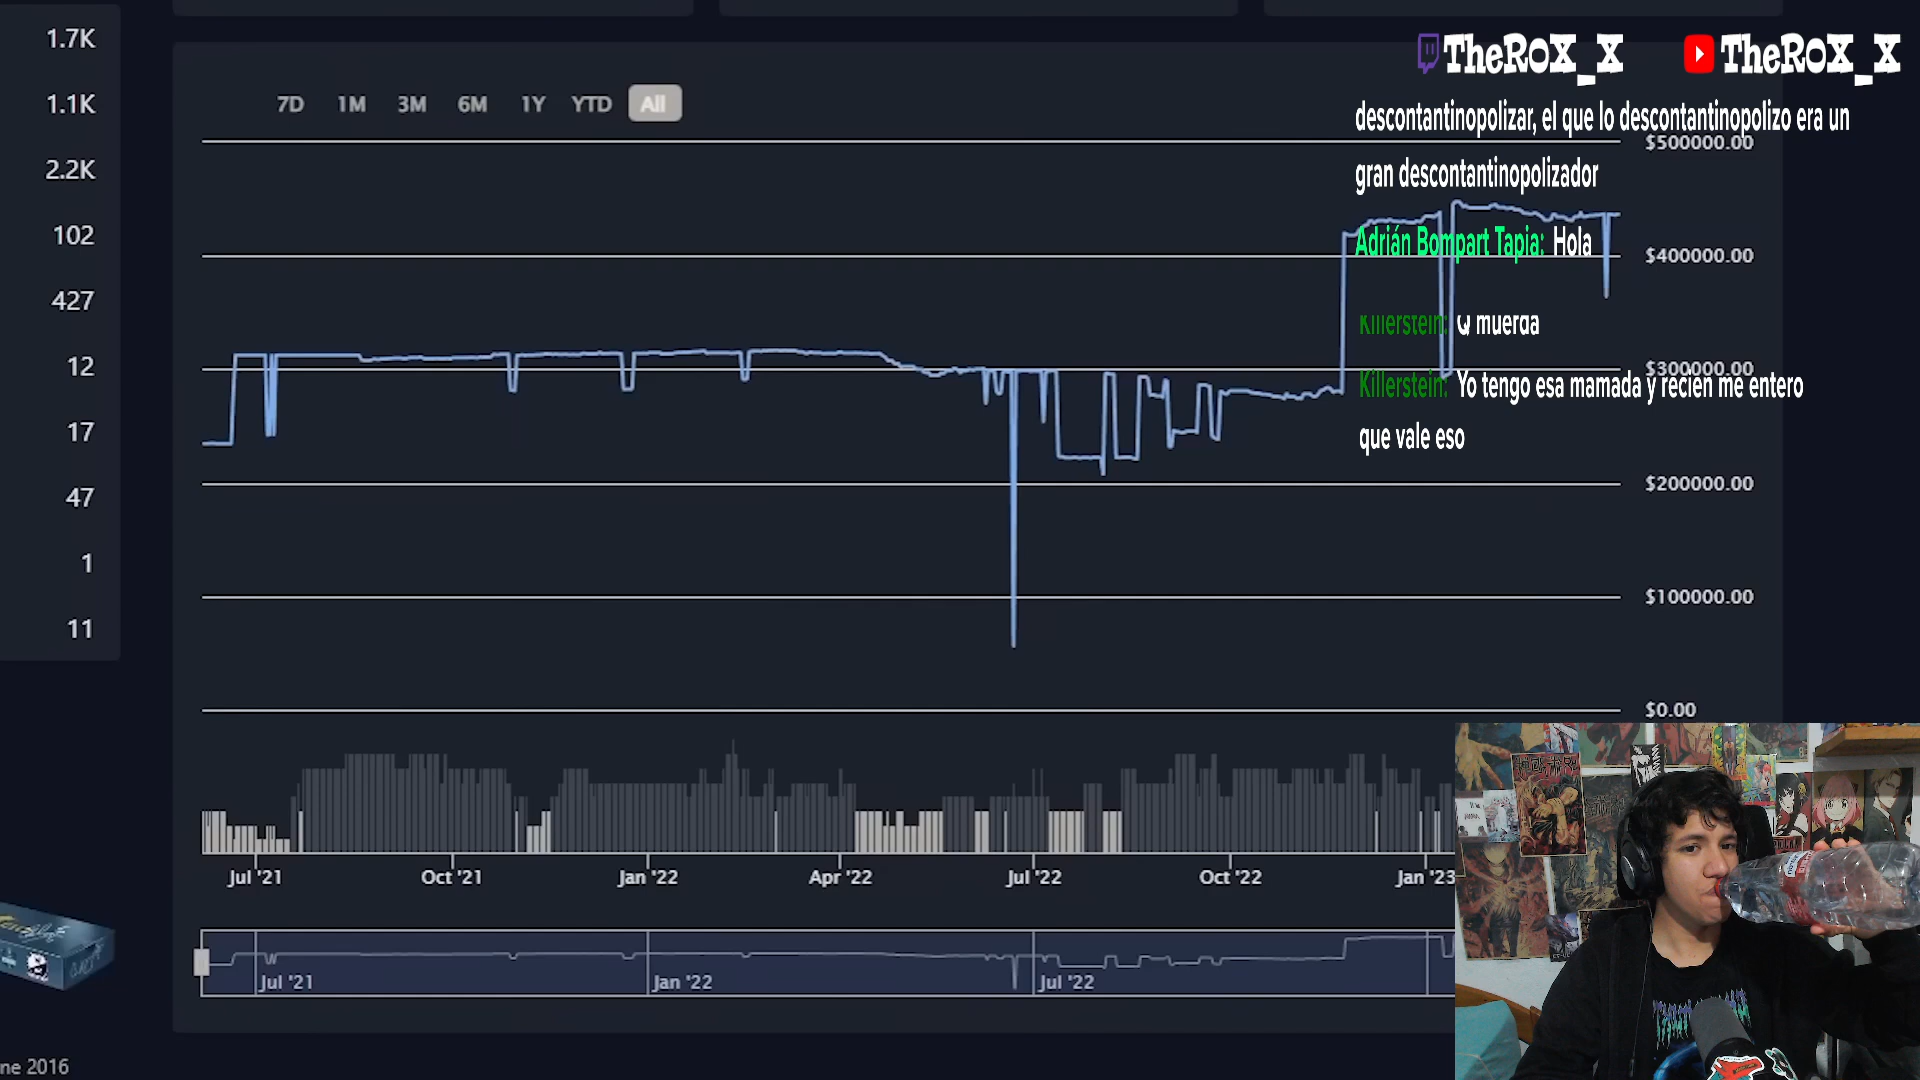 1.7K
1.1K
2.2K
102
427
12
17
47
1
11
7D 1M 3M 6M 1Y YTD All
TheR0X_X TheR0X_X
descontantinopolizar, el que lo descontantinopolizo era un
gran descontantinopolizador
Adrián Bompart Tapia: Hola
Killerstein: Q muerda
Killerstein: Yo tengo esa mamada y recien me entero
que vale eso
$500000.00
$400000.00
$300000.00
$200000.00
$100000.00
$0.00
Jul '21 Oct '21 Jan '22 Apr '22 Jul '22 Oct '22 Jan '23
Jul '21 Jan '22 Jul '22
ne 2016